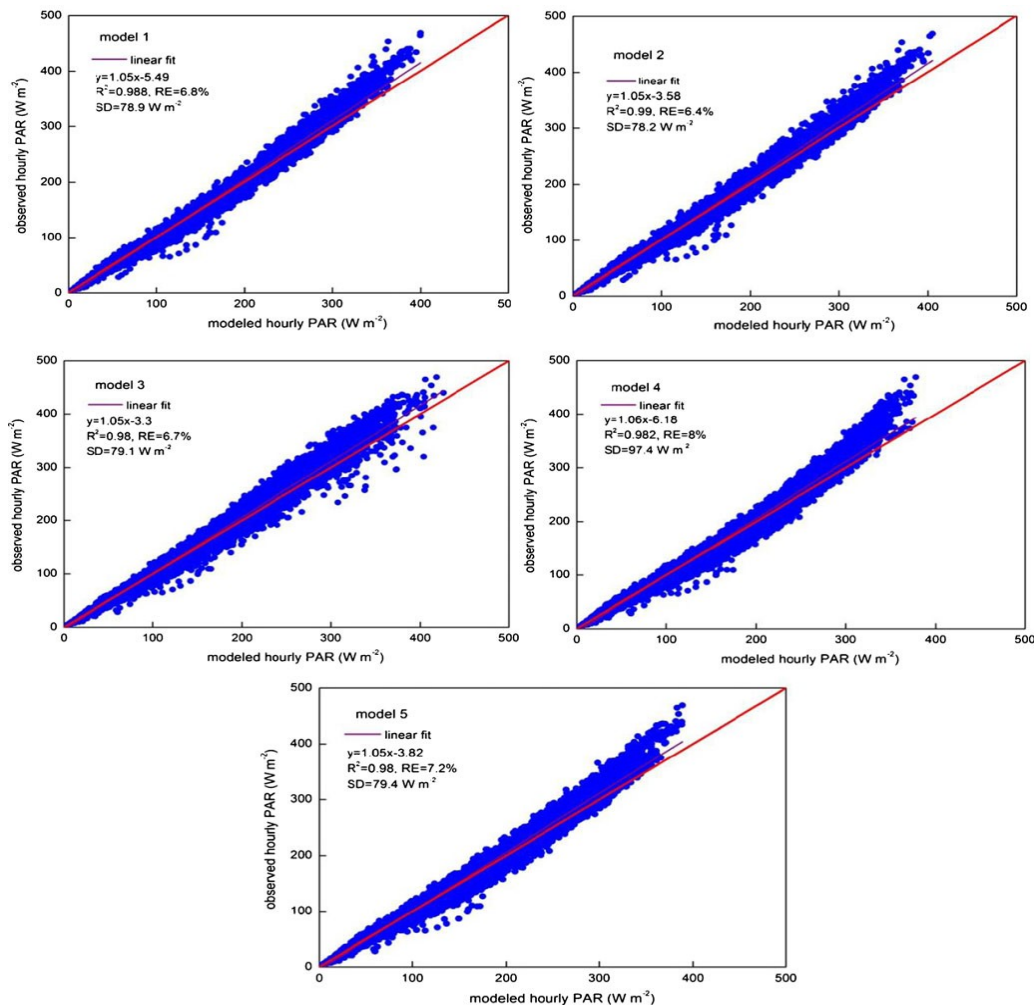 500
400
300
200
100
0
model 1
linear fit
y=1.05x-5.49
R²=0.988, RE=6.8%
SD=78.9 W m⁻²
observed hourly PAR (W m⁻²)
0 100 200 300 400 50
modeled hourly PAR (W m⁻²)
500
400
300
200
100
0
model 2
linear fit
y=1.05x-3.58
R²=0.99, RE=6.4%
SD=78.2 W m⁻²
observed hourly PAR (W m⁻²)
0 100 200 300 400 500
modeled hourly PAR (W m⁻²)
500
400
300
200
100
0
model 3
linear fit
y=1.05x-3.3
R²=0.98, RE=6.7%
SD=79.1 W m⁻²
observed hourly PAR (W m⁻²)
0 100 200 300 400 500
modeled hourly PAR (W m⁻²)
500
400
300
200
100
0
model 4
linear fit
y=1.06x-6.18
R²=0.982, RE=8%
SD=97.4 W m⁻²
observed hourly PAR (W m⁻²)
0 100 200 300 400 500
modeled hourly PAR (W m⁻²)
500
400
300
200
100
0
model 5
linear fit
y=1.05x-3.82
R²=0.98, RE=7.2%
SD=79.4 W m⁻²
observed hourly PAR (W m⁻²)
0 100 200 300 400 500
modeled hourly PAR (W m⁻²)